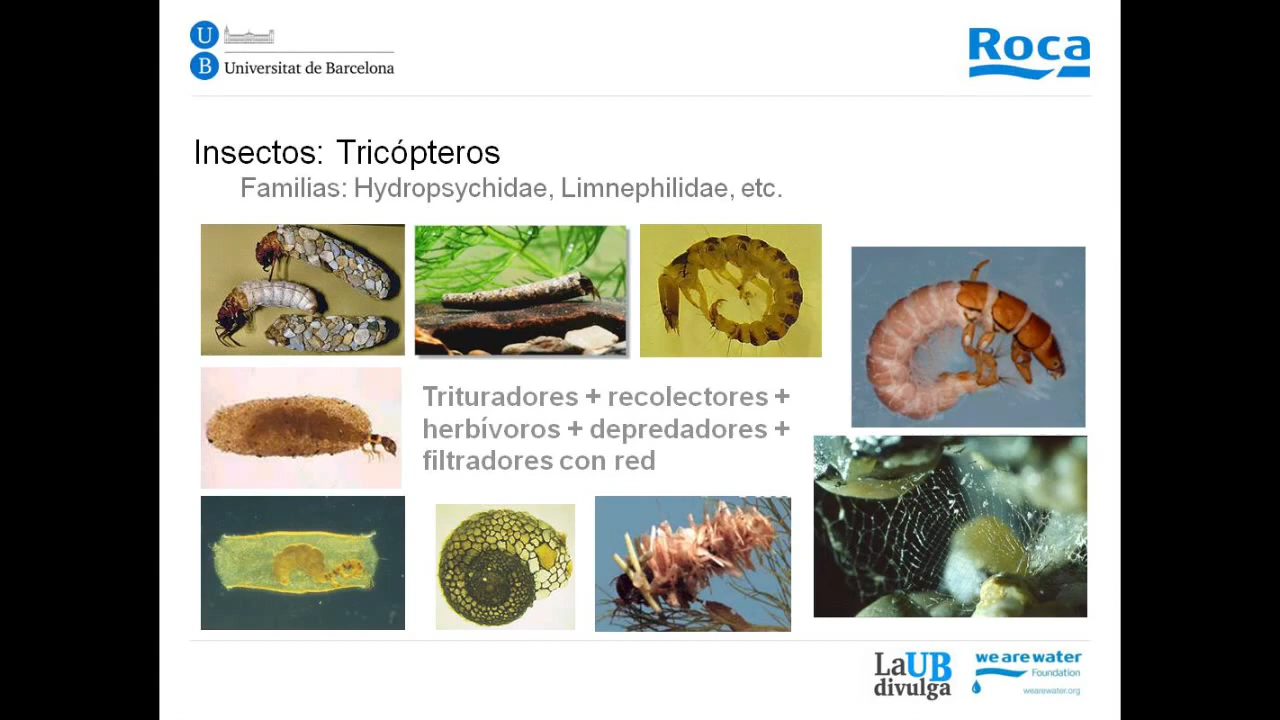 U
B
Universitat de Barcelona
Roca
Insectos: Tricópteros
Familias: Hydropsychidae, Limnephilidae, etc.
Trituradores + recolectores +
herbívoros + depredadores +
filtradores con red
LaUB
divulga
we are water
Foundation
wearewater.org